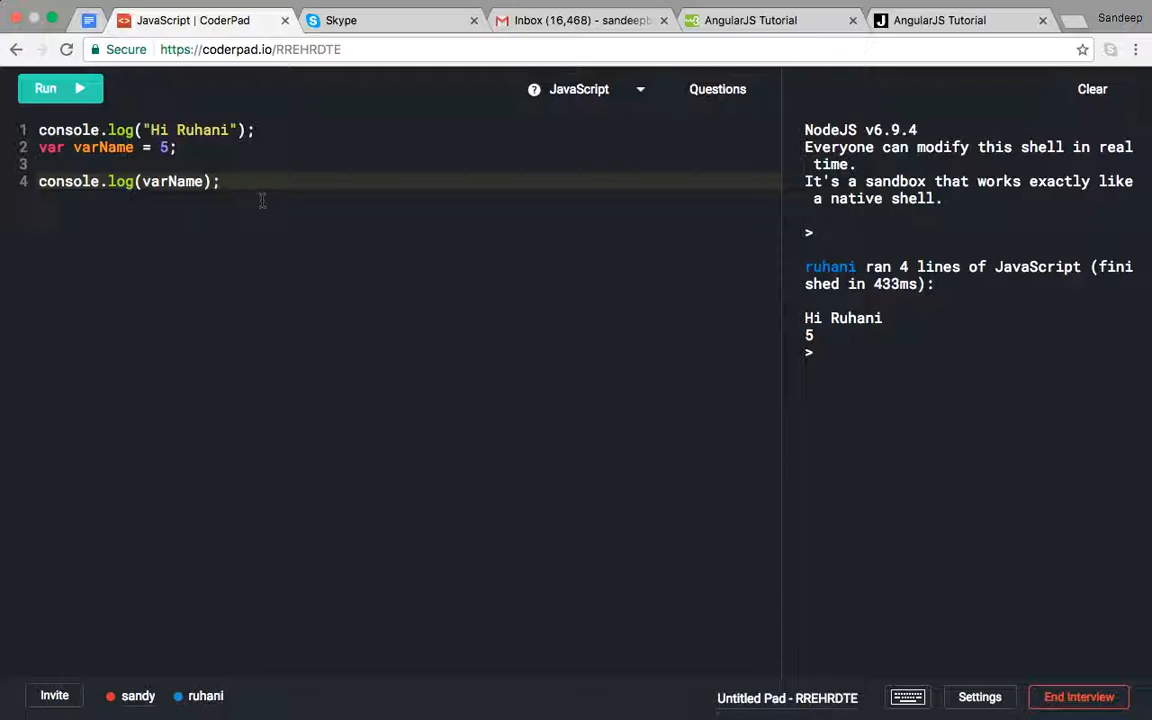 JavaScript | CoderPad
Skype
Inbox (16,468) - sandeepb
AngularJS Tutorial
AngularJS Tutorial
Sandeep
Secure https://coderpad.io/RREHRDTE
Run
JavaScript
Questions
Clear
1 console.log("Hi Ruhani");
2 var varName = 5;
3
4 console.log(varName);
NodeJS v6.9.4
Everyone can modify this shell in real
time.
It's a sandbox that works exactly like
a native shell.
>
ruhani ran 4 lines of JavaScript (fini
shed in 433ms):
Hi Ruhani
5
>
Invite
sandy
ruhani
Untitled Pad - RREHRDTE
Settings
End Interview